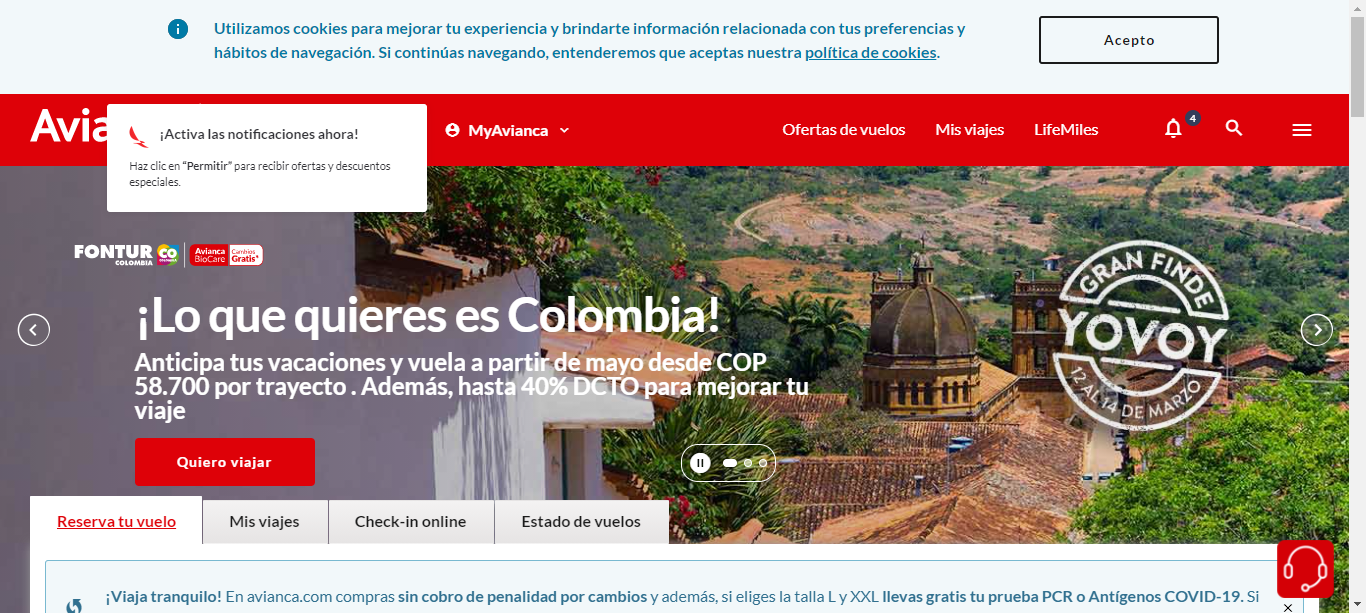 Utilizamos cookies para mejorar tu experiencia y brindarte información relacionada con tus preferencias y
hábitos de navegación. Si continúas navegando, entenderemos que aceptas nuestra política de cookies.
Acepto
Avia
¡Activa las notificaciones ahora!
Haz clic en “Permitir” para recibir ofertas y descuentos
especiales.
MyAvianca
Ofertas de vuelos
Mis viajes
LifeMiles
4
FONTUR
COLOMBIA
CO
Avianca
BioCare
Cambios
Gratis*
¡Lo que quieres es Colombia!
Anticipa tus vacaciones y vuela a partir de mayo desde COP
58.700 por trayecto . Además, hasta 40% DCTO para mejorar tu
viaje
Quiero viajar
GRAN FINDE
YOVOY
12 AL 14 DE MARZO
Reserva tu vuelo
Mis viajes
Check-in online
Estado de vuelos
¡Viaja tranquilo! En avianca.com compras sin cobro de penalidad por cambios y además, si eliges la talla L y XXL llevas gratis tu prueba PCR o Antígenos COVID-19. Si